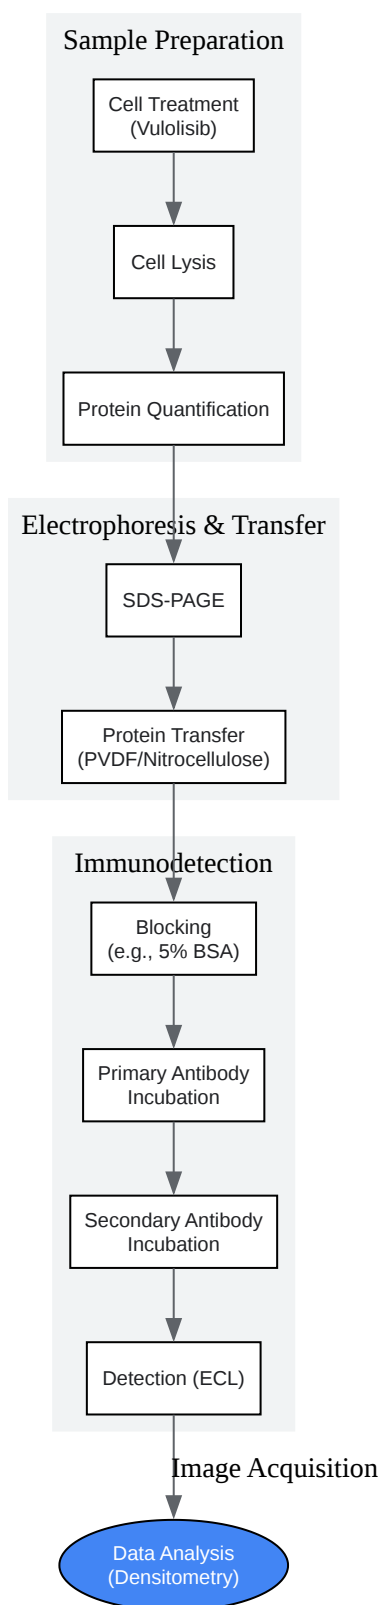 Sample Preparation
Cell Treatment
(Vulolisib)
Cell Lysis
Protein Quantification
Electrophoresis & Transfer
SDS-PAGE
Protein Transfer
(PVDF/Nitrocellulose)
Immunodetection
Blocking
(e.g., 5% BSA)
Primary Antibody
Incubation
Secondary Antibody
Incubation
Detection (ECL)
Image Acquisition
Data Analysis
(Densitometry)